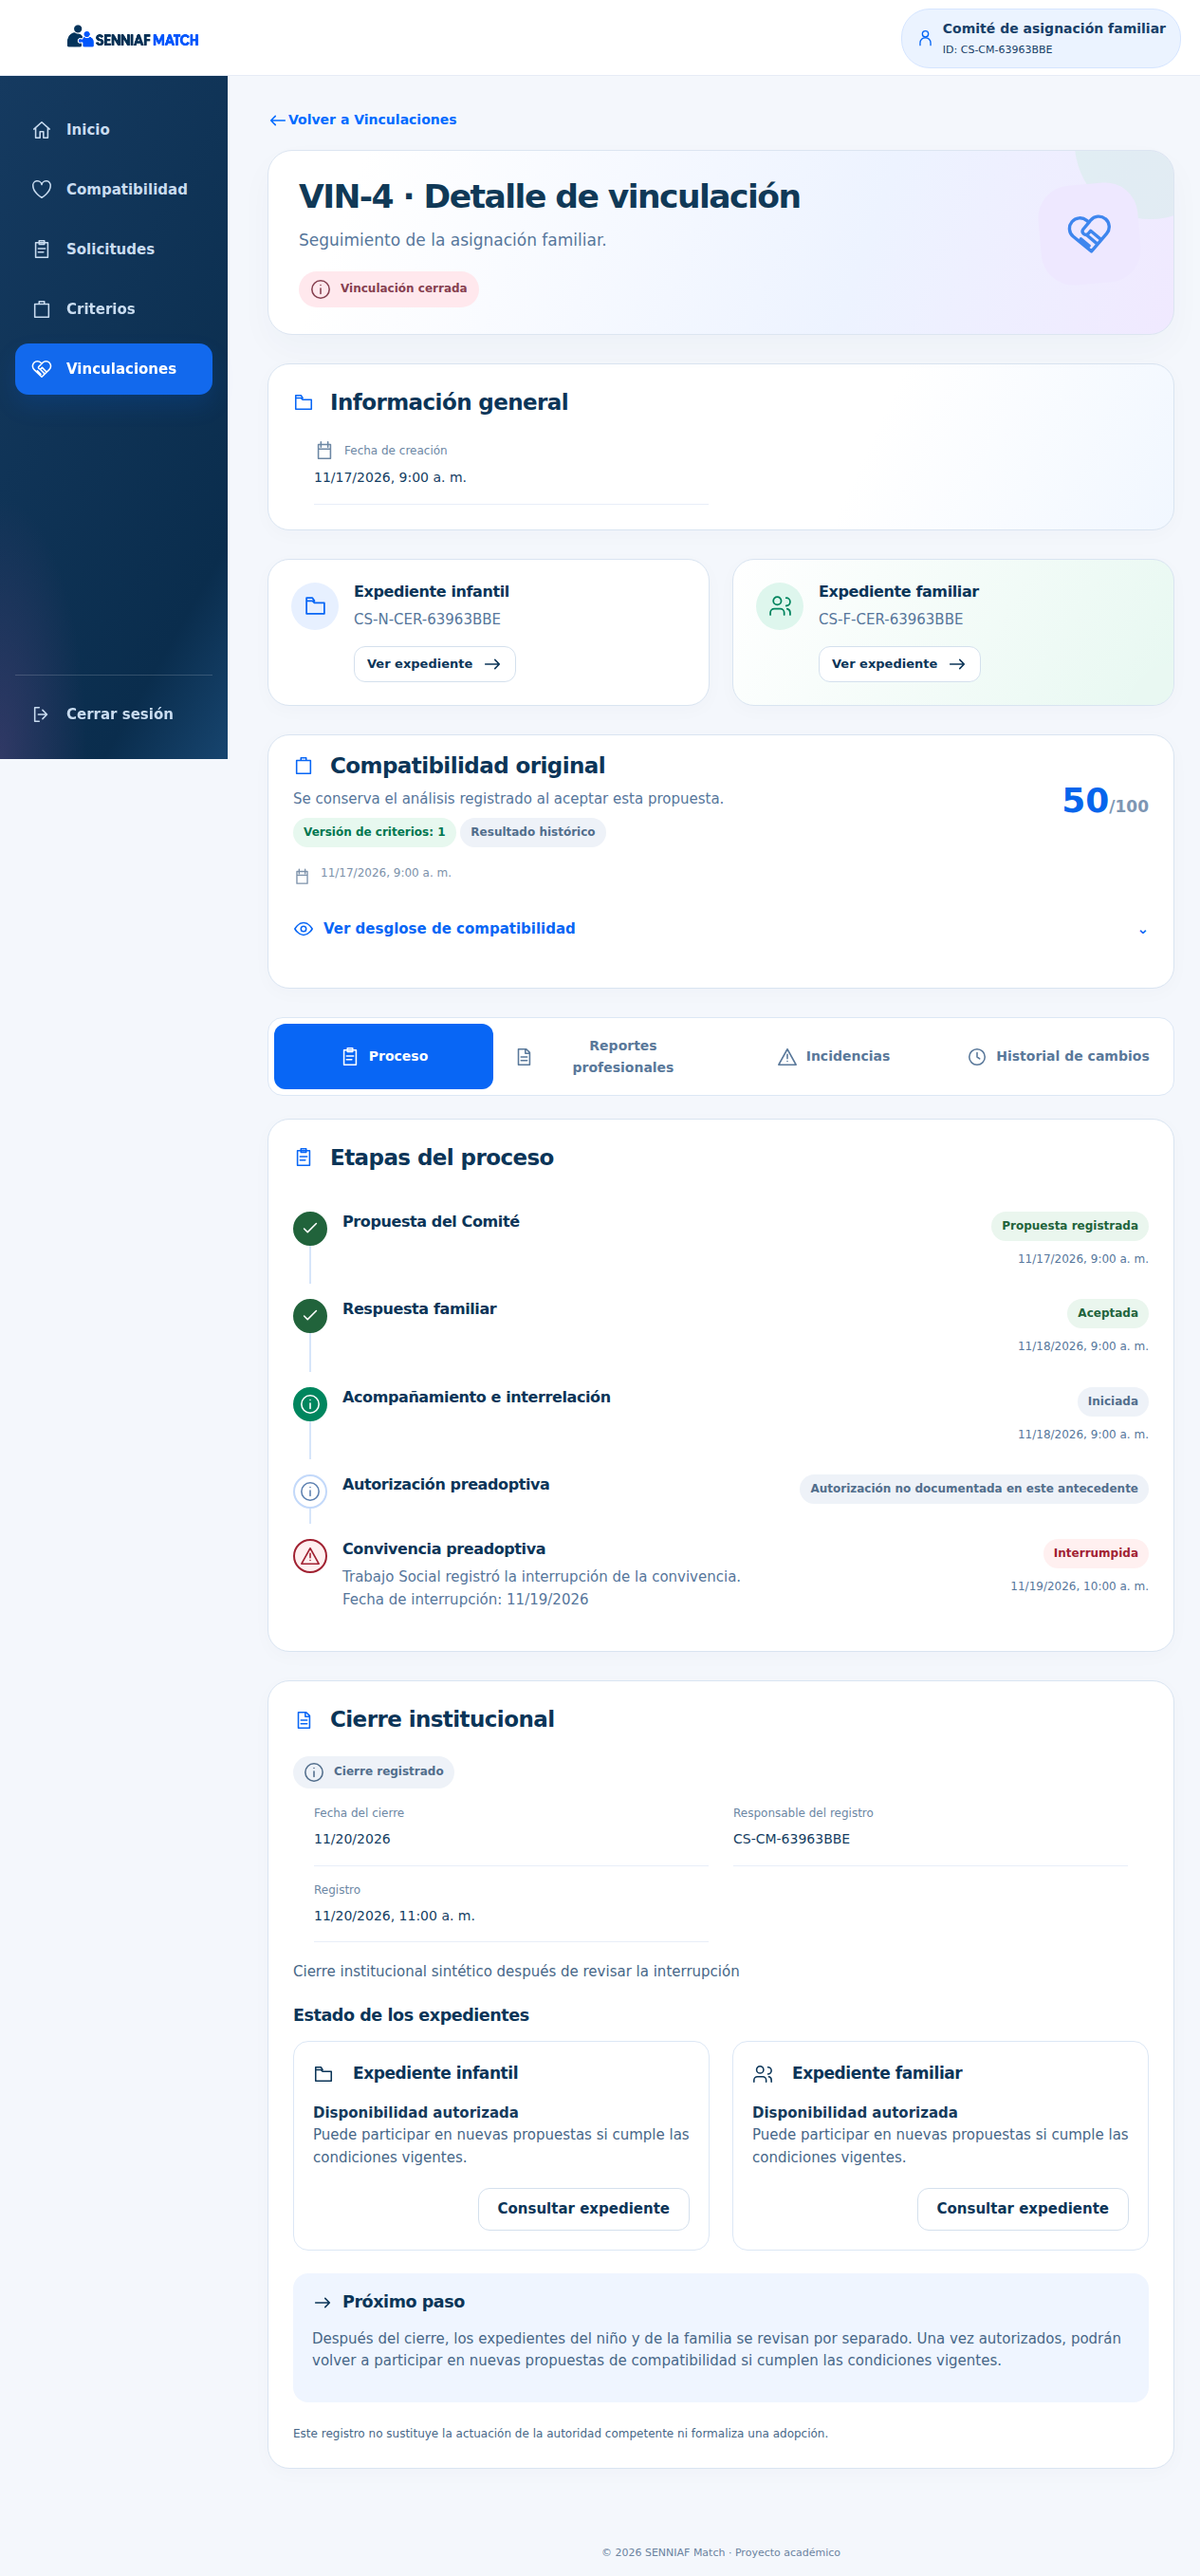 SENNIAF MATCH
Comité de asignación familiar
ID: CS-CM-63963BBE
Inicio
Compatibilidad
Solicitudes
Criterios
Vinculaciones
Cerrar sesión
Volver a Vinculaciones
VIN-4 · Detalle de vinculación
Seguimiento de la asignación familiar.
Vinculación cerrada
Información general
Fecha de creación
11/17/2026, 9:00 a. m.
Expediente infantil
CS-N-CER-63963BBE
Ver expediente
Expediente familiar
CS-F-CER-63963BBE
Ver expediente
Compatibilidad original
Se conserva el análisis registrado al aceptar esta propuesta.
50/100
Versión de criterios: 1
Resultado histórico
11/17/2026, 9:00 a. m.
Ver desglose de compatibilidad
Proceso
Reportes
profesionales
Incidencias
Historial de cambios
Etapas del proceso
Propuesta del Comité
Propuesta registrada
11/17/2026, 9:00 a. m.
Respuesta familiar
Aceptada
11/18/2026, 9:00 a. m.
Acompañamiento e interrelación
Iniciada
11/18/2026, 9:00 a. m.
Autorización preadoptiva
Autorización no documentada en este antecedente
Convivencia preadoptiva
Interrumpida
Trabajo Social registró la interrupción de la convivencia.
11/19/2026, 10:00 a. m.
Fecha de interrupción: 11/19/2026
Cierre institucional
Cierre registrado
Fecha del cierre
11/20/2026
Responsable del registro
CS-CM-63963BBE
Registro
11/20/2026, 11:00 a. m.
Cierre institucional sintético después de revisar la interrupción
Estado de los expedientes
Expediente infantil
Disponibilidad autorizada
Puede participar en nuevas propuestas si cumple las
condiciones vigentes.
Consultar expediente
Expediente familiar
Disponibilidad autorizada
Puede participar en nuevas propuestas si cumple las
condiciones vigentes.
Consultar expediente
Próximo paso
Después del cierre, los expedientes del niño y de la familia se revisan por separado. Una vez autorizados, podrán
volver a participar en nuevas propuestas de compatibilidad si cumplen las condiciones vigentes.
Este registro no sustituye la actuación de la autoridad competente ni formaliza una adopción.
© 2026 SENNIAF Match · Proyecto académico